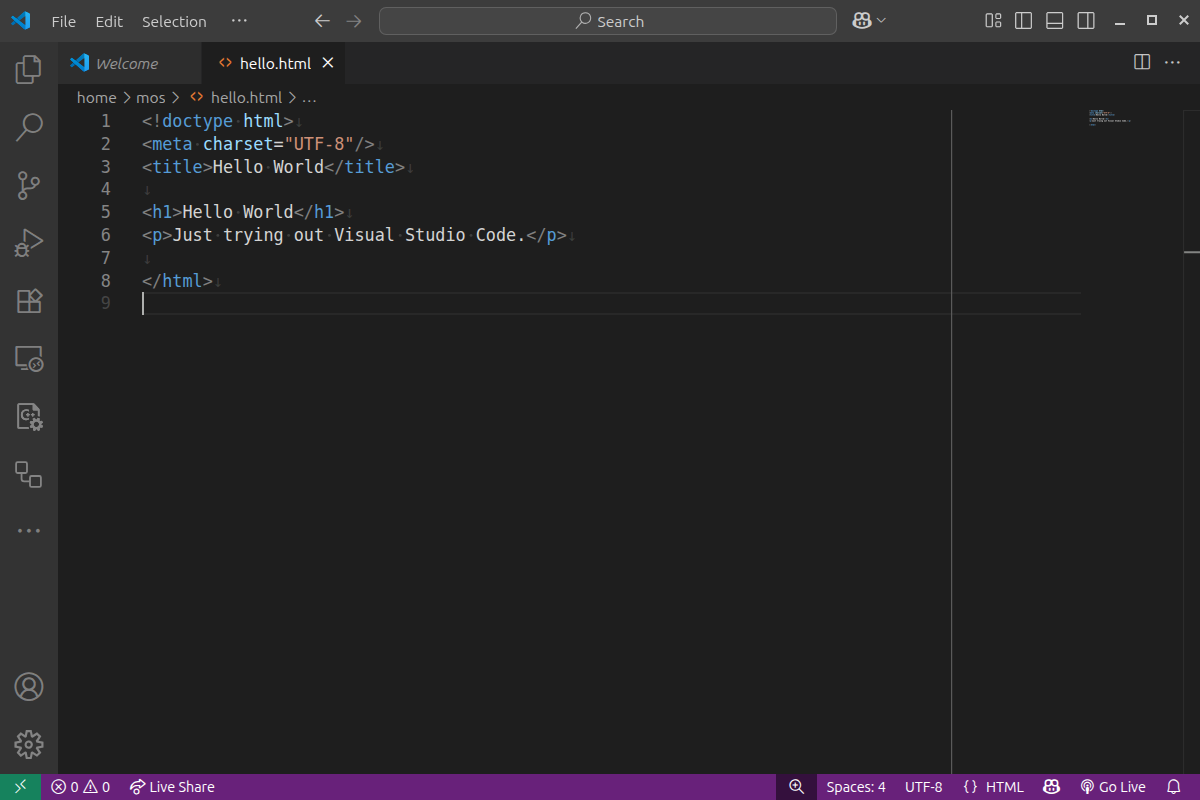 File Edit Selection ··· Search
Welcome hello.html
home > mos > hello.html > ...
1 <!doctype html>
2 <meta charset="UTF-8"/>
3 <title>Hello World</title>
4
5 <h1>Hello World</h1>
6 <p>Just trying out Visual Studio Code.</p>
7
8 </html>
9
0 0 Live Share Spaces: 4 UTF-8 {} HTML Go Live